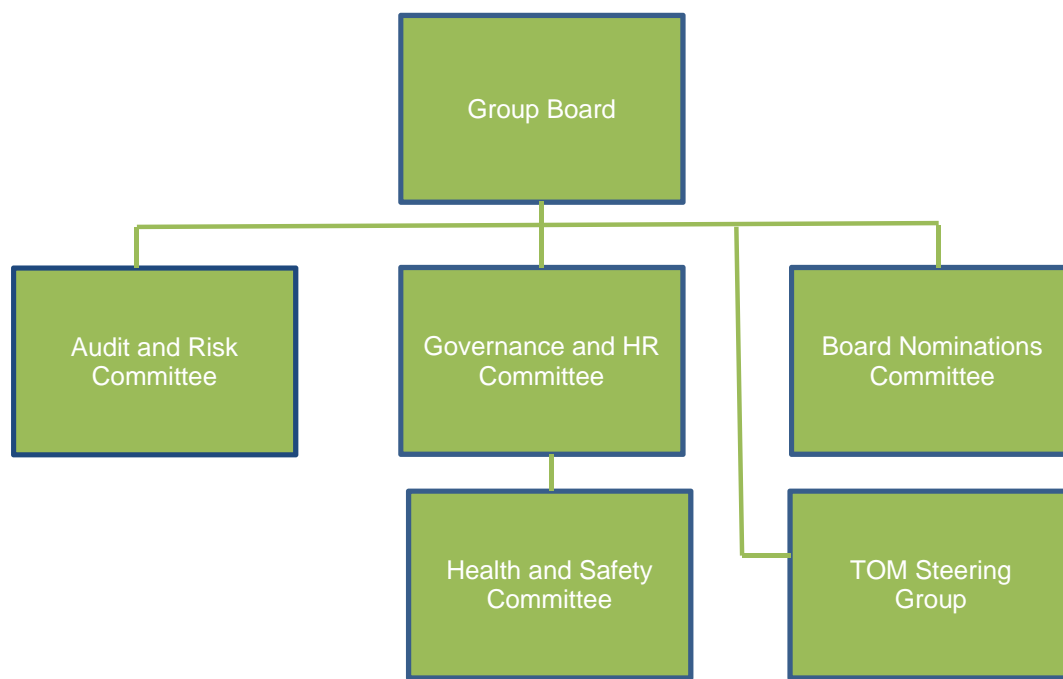 Group Board
Audit and Risk
Committee
Governance and HR
Committee
Board Nominations
Committee
Health and Safety
Committee
TOM Steering
Group